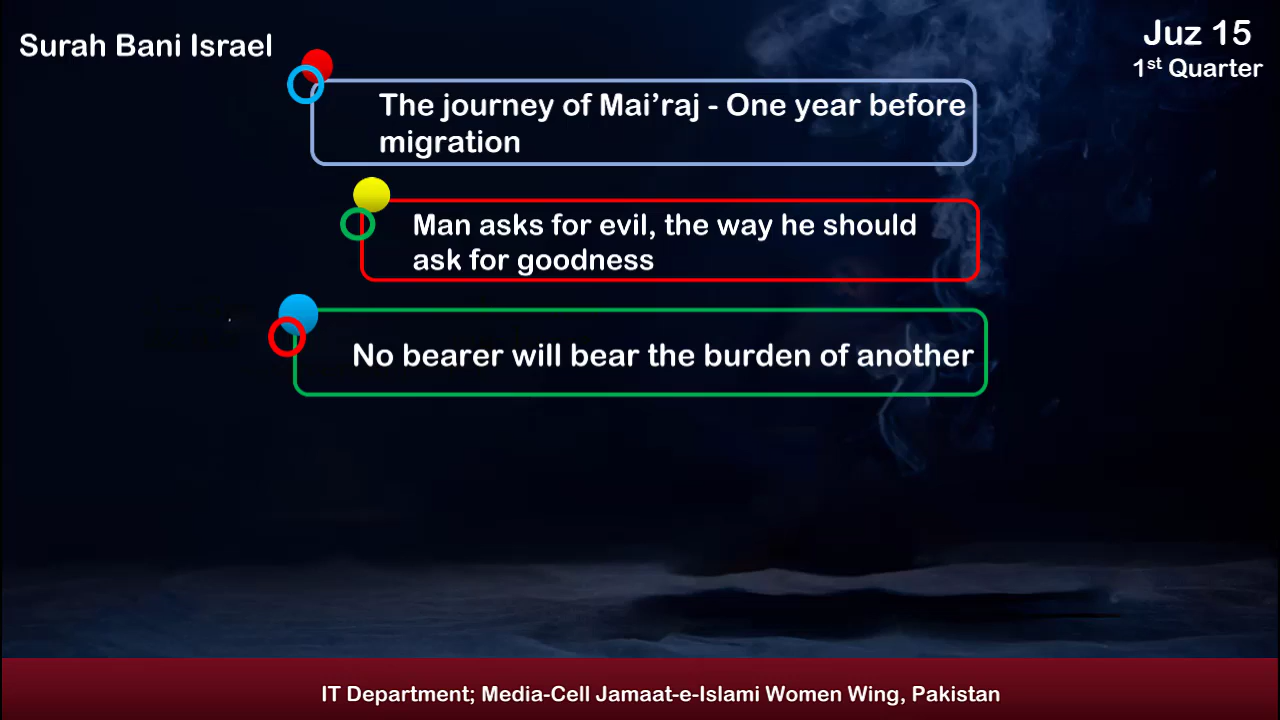 Surah Bani Israel
Juz 15
1st Quarter
The journey of Mai’raj - One year before
migration
Man asks for evil, the way he should
ask for goodness
No bearer will bear the burden of another
IT Department; Media-Cell Jamaat-e-Islami Women Wing, Pakistan